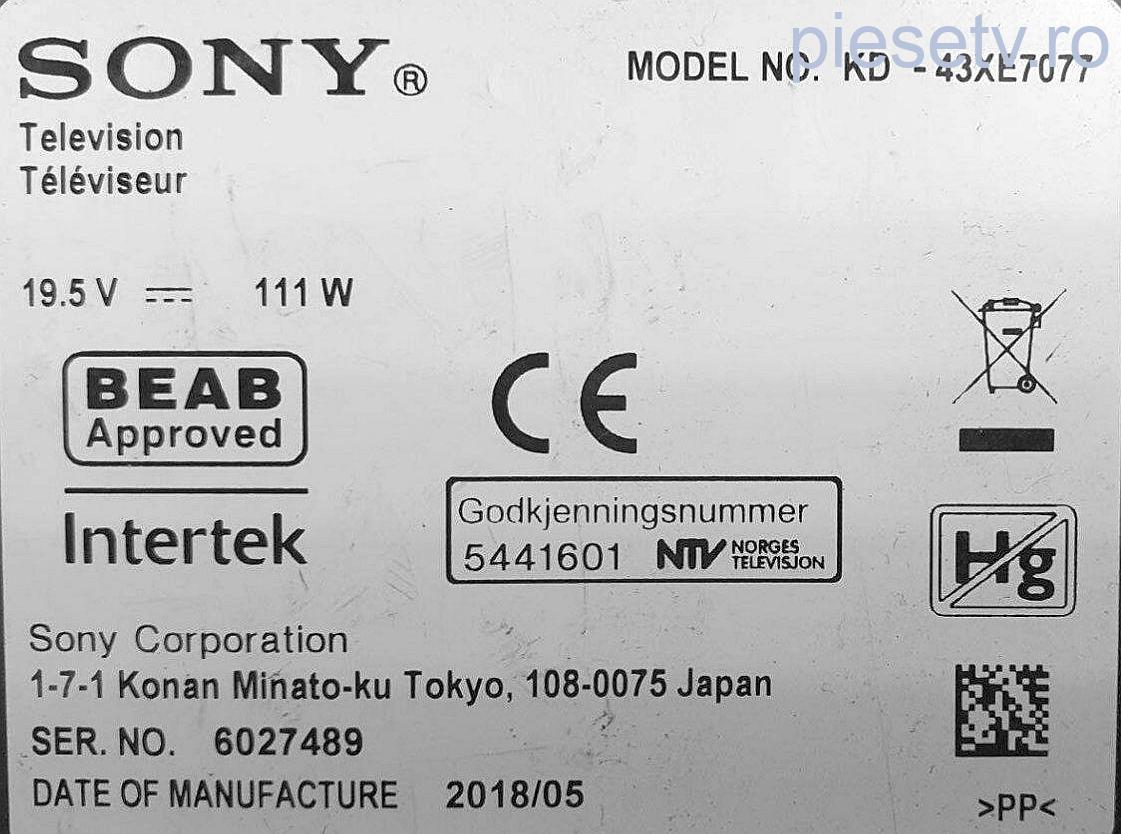 piesetv.ro
SONY®
MODEL NO. KD - 43XE7077
Television
Téléviseur
19.5 V 111 W
BEAB
Approved
Intertek
CE
Godkjenningsnummer
5441601 NTV NORGES
TELEVISJON
Hg
Sony Corporation
1-7-1 Konan Minato-ku Tokyo, 108-0075 Japan
SER. NO. 6027489
DATE OF MANUFACTURE 2018/05
>PP<